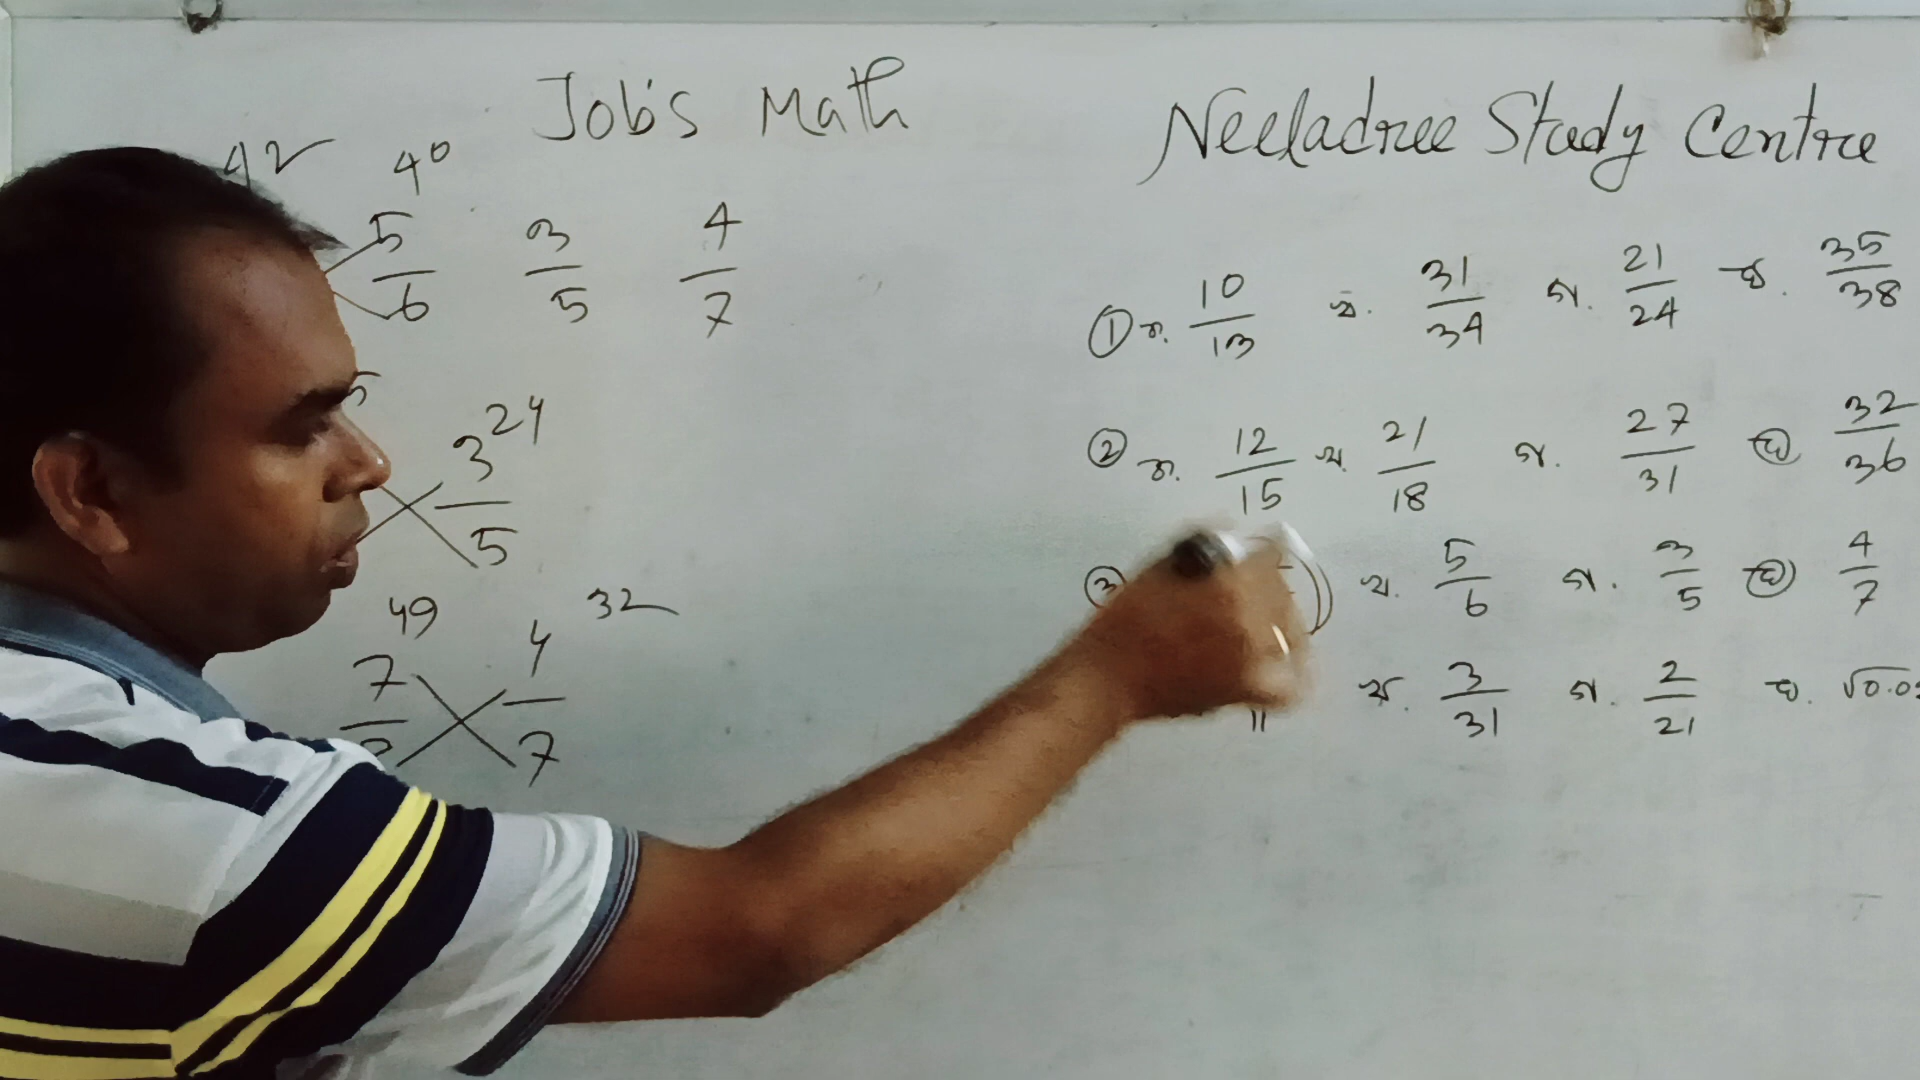 Job's Math
Neeladree Study Centre
42 40
5/6 3/5 4/7
3/5 24
49 32
7 4/7
① ক. 10/13 খ. 31/34 গ. 21/24 ঘ. 35/38
② ক. 12/15 খ. 21/18 গ. 27/31 ঘ 32/36
③ খ. 5/6 গ. 3/5 ঘ 4/7
11 খ. 3/31 গ. 2/21 ঘ. √0.0